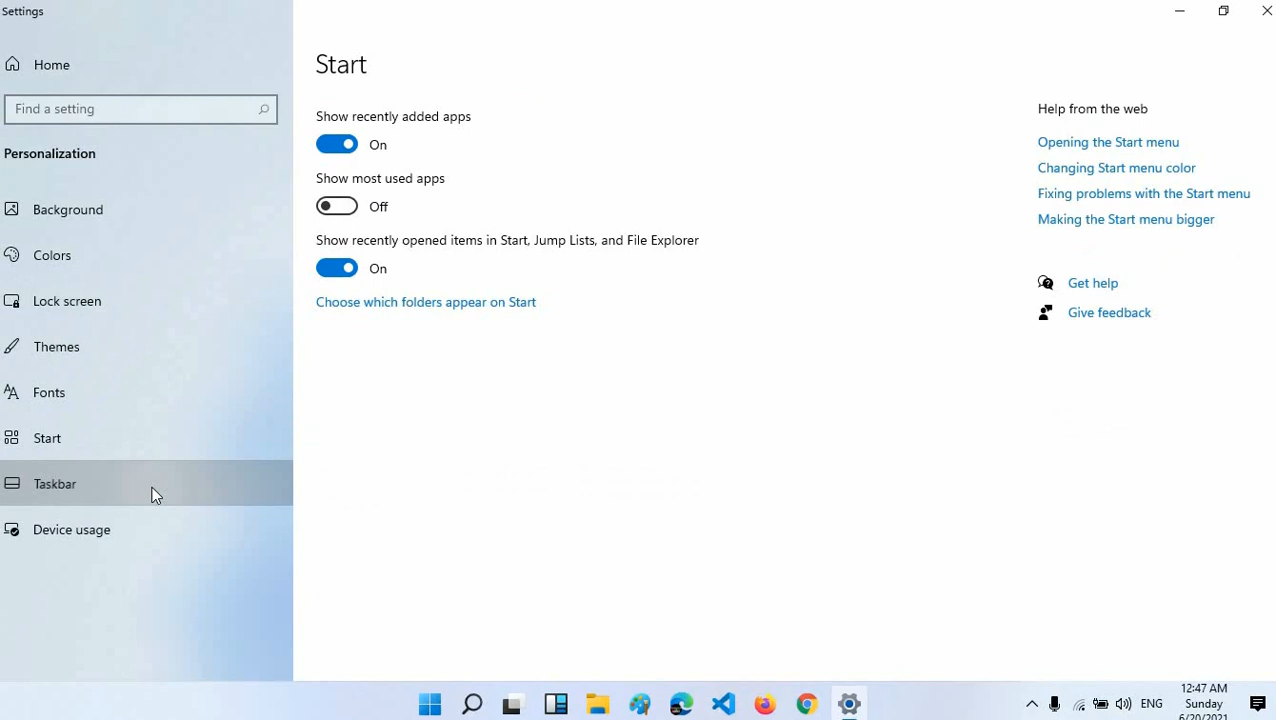 Settings
Home
Find a setting
Personalization
Background
Colors
Lock screen
Themes
Fonts
Start
Taskbar
Device usage
Start
Show recently added apps
On
Show most used apps
Off
Show recently opened items in Start, Jump Lists, and File Explorer
On
Choose which folders appear on Start
Help from the web
Opening the Start menu
Changing Start menu color
Fixing problems with the Start menu
Making the Start menu bigger
Get help
Give feedback
ENG
12:47 AM
Sunday
6/20/2021